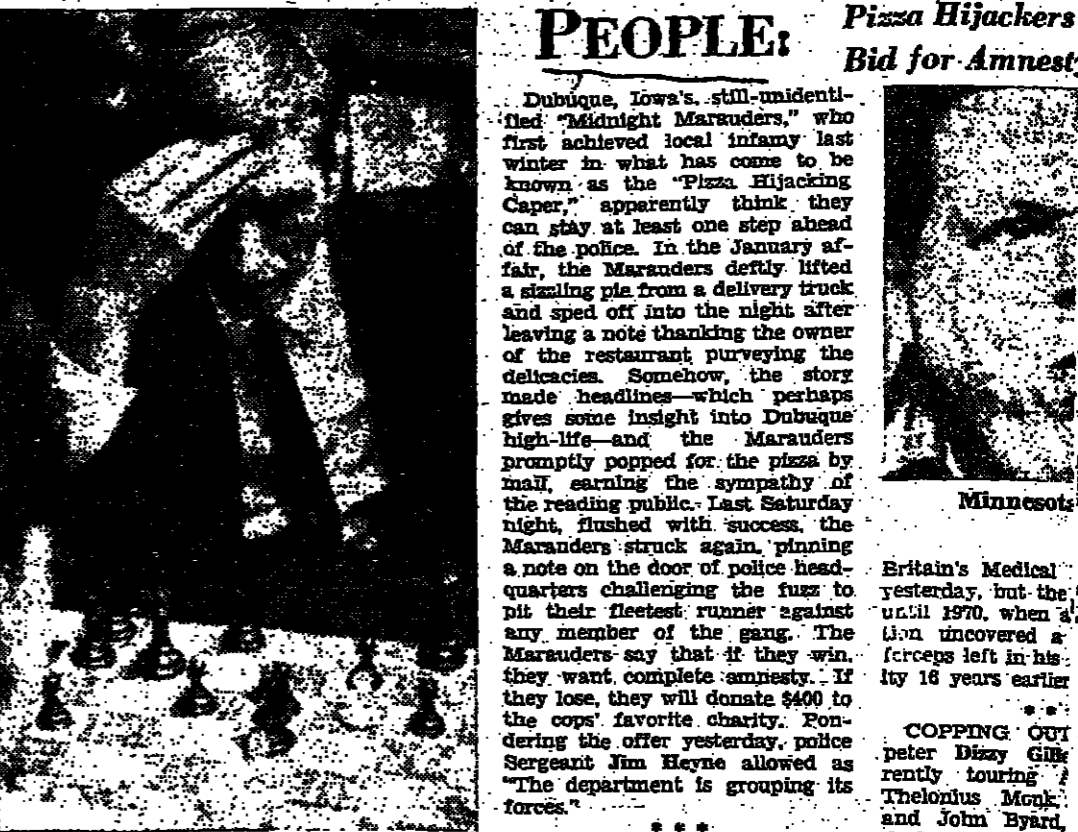 PEOPLE:
Pizza Hijackers
Bid for Amnest
Dubuque, Iowa's, still-unidenti-
fied "Midnight Marauders," who
first achieved local infamy last
winter in what has come to be
known as the "Pizza Hijacking
Caper," apparently think they
can stay at least one step ahead
of the police. In the January af-
fair, the Marauders deftly lifted
a sizzling pie from a delivery truck
and sped off into the night after
leaving a note thanking the owner
of the restaurant purveying the
delicacies. Somehow, the story
made headlines—which perhaps
gives some insight into Dubuque
high-life—and the Marauders
promptly popped for the pizza by
mail, earning the sympathy of
the reading public. Last Saturday
night, flushed with success, the
Marauders struck again, pinning
a note on the door of police head-
quarters challenging the fuzz to
pit their fleetest runner against
any member of the gang. The
Marauders say that if they win,
they want complete amnesty. If
they lose, they will donate $400 to
the cops' favorite charity. Pon-
dering the offer yesterday, police
Sergeant Jim Heyne allowed as
"The department is grouping its
forces."
* * *
Minnesota
Britain's Medical
yesterday, but the
until 1970, when a
tion uncovered a
forceps left in his
ity 16 years earlier
* *
COPPING OUT
peter Dizzy Gille
rently touring
Thelonius Monk,
and John Byard,